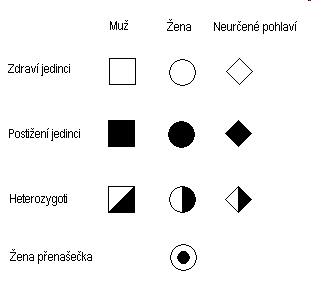 Muž Žena Neurčené pohlaví
Zdraví jedinci
Postižení jedinci
Heterozygoti
Žena přenašečka